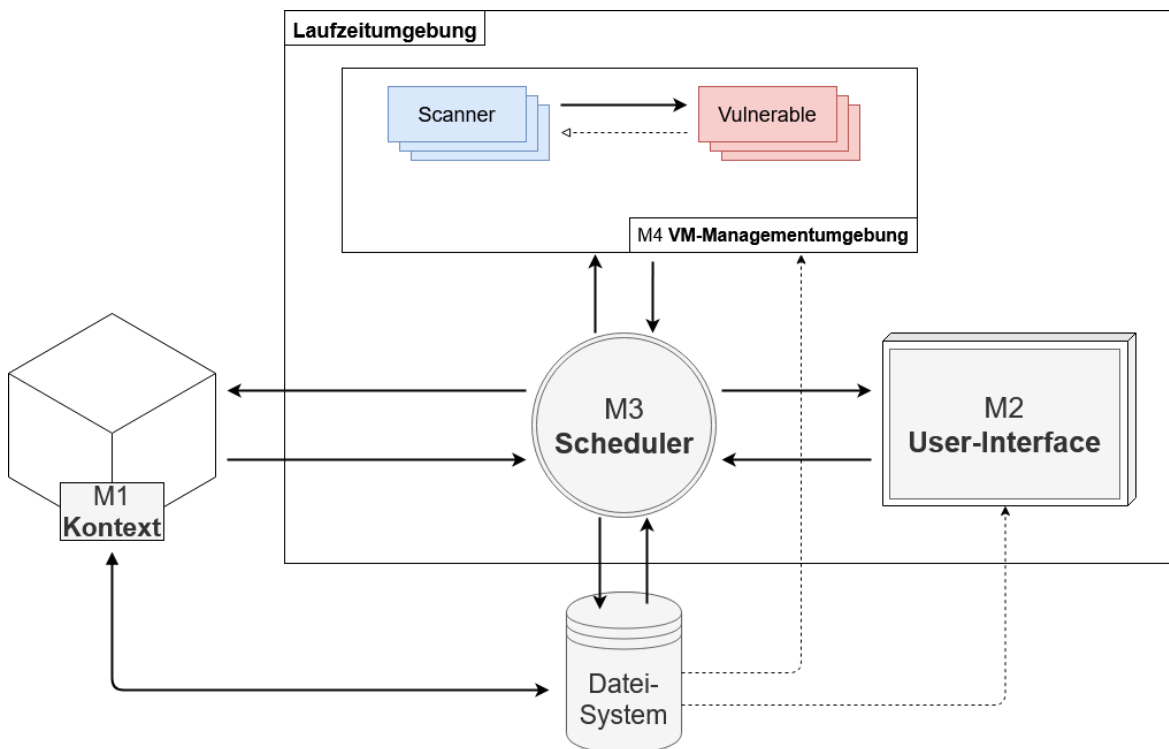 Laufzeitumgebung
Scanner
Vulnerable
M4 VM-Managementumgebung
M1
Kontext
M3
Scheduler
M2
User-Interface
Datei-
System